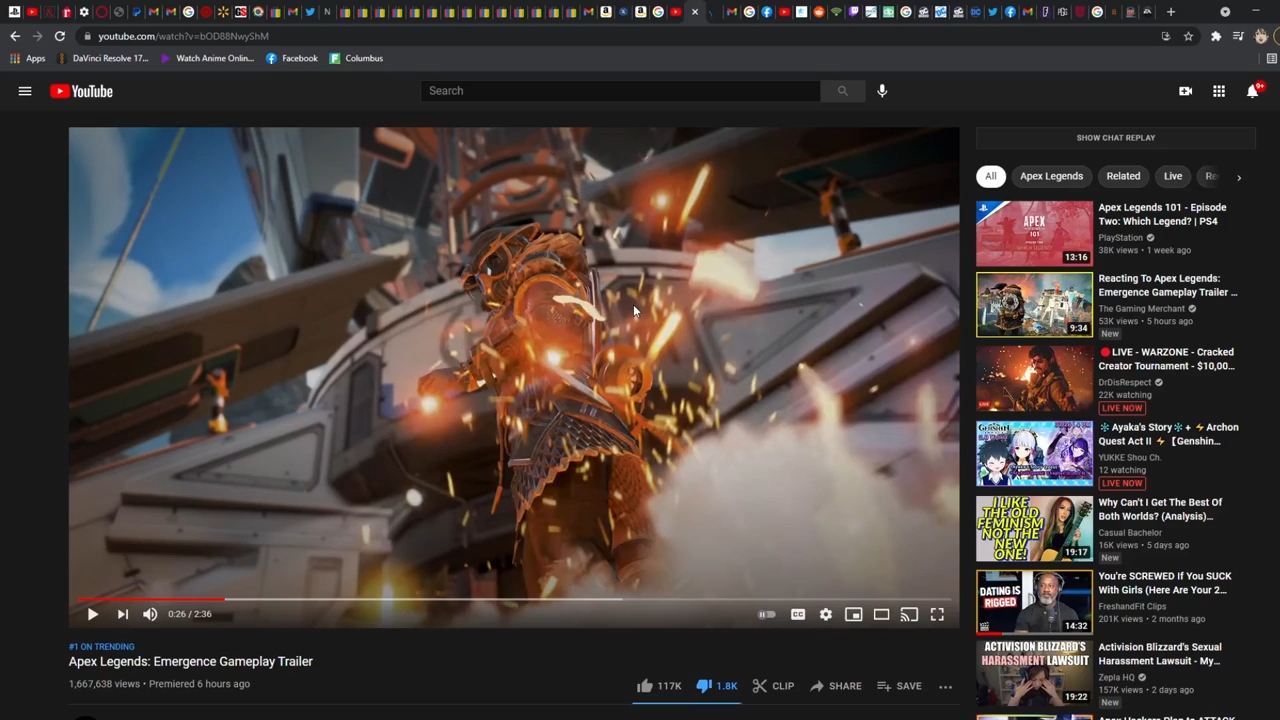 youtube.com/watch?v=bOD88NwyShM
Apps
DaVinci Resolve 17...
Watch Anime Onlin...
Facebook
Columbus
YouTube
Search
9+
SHOW CHAT REPLAY
All
Apex Legends
Related
Live
Re
Apex Legends 101 - Episode
Two: Which Legend? | PS4
PlayStation
38K views • 1 week ago
13:16
Reacting To Apex Legends:
Emergence Gameplay Trailer ...
The Gaming Merchant
53K views • 5 hours ago
New
9:34
🔴LIVE - WARZONE - Cracked
Creator Tournament - $10,00...
DrDisRespect
22K watching
LIVE NOW
❄Ayaka's Story❄ + ⚡Archon
Quest Act II ⚡【Genshin...
YUKKE Shou Ch.
12 watching
LIVE NOW
Why Can't I Get The Best Of
Both Worlds? (Analysis)...
Casual Bachelor
16K views • 5 days ago
New
I LIKE
THE OLD
FEMINISM
NOT THE
NEW
ONE!
19:17
You're SCREWED If You SUCK
With Girls (Here Are Your 2...
FreshandFit Clips
201K views • 2 months ago
DATING IS
RIGGED
14:32
Activision Blizzard's Sexual
Harassment Lawsuit - My...
Zepla HQ
157K views • 2 days ago
New
ACTIVISION BLIZZARD'S
HARASSMENT LAWSUIT
19:22
0:26 / 2:36
CC
#1 ON TRENDING
Apex Legends: Emergence Gameplay Trailer
1,667,638 views • Premiered 6 hours ago
117K
1.8K
CLIP
SHARE
SAVE